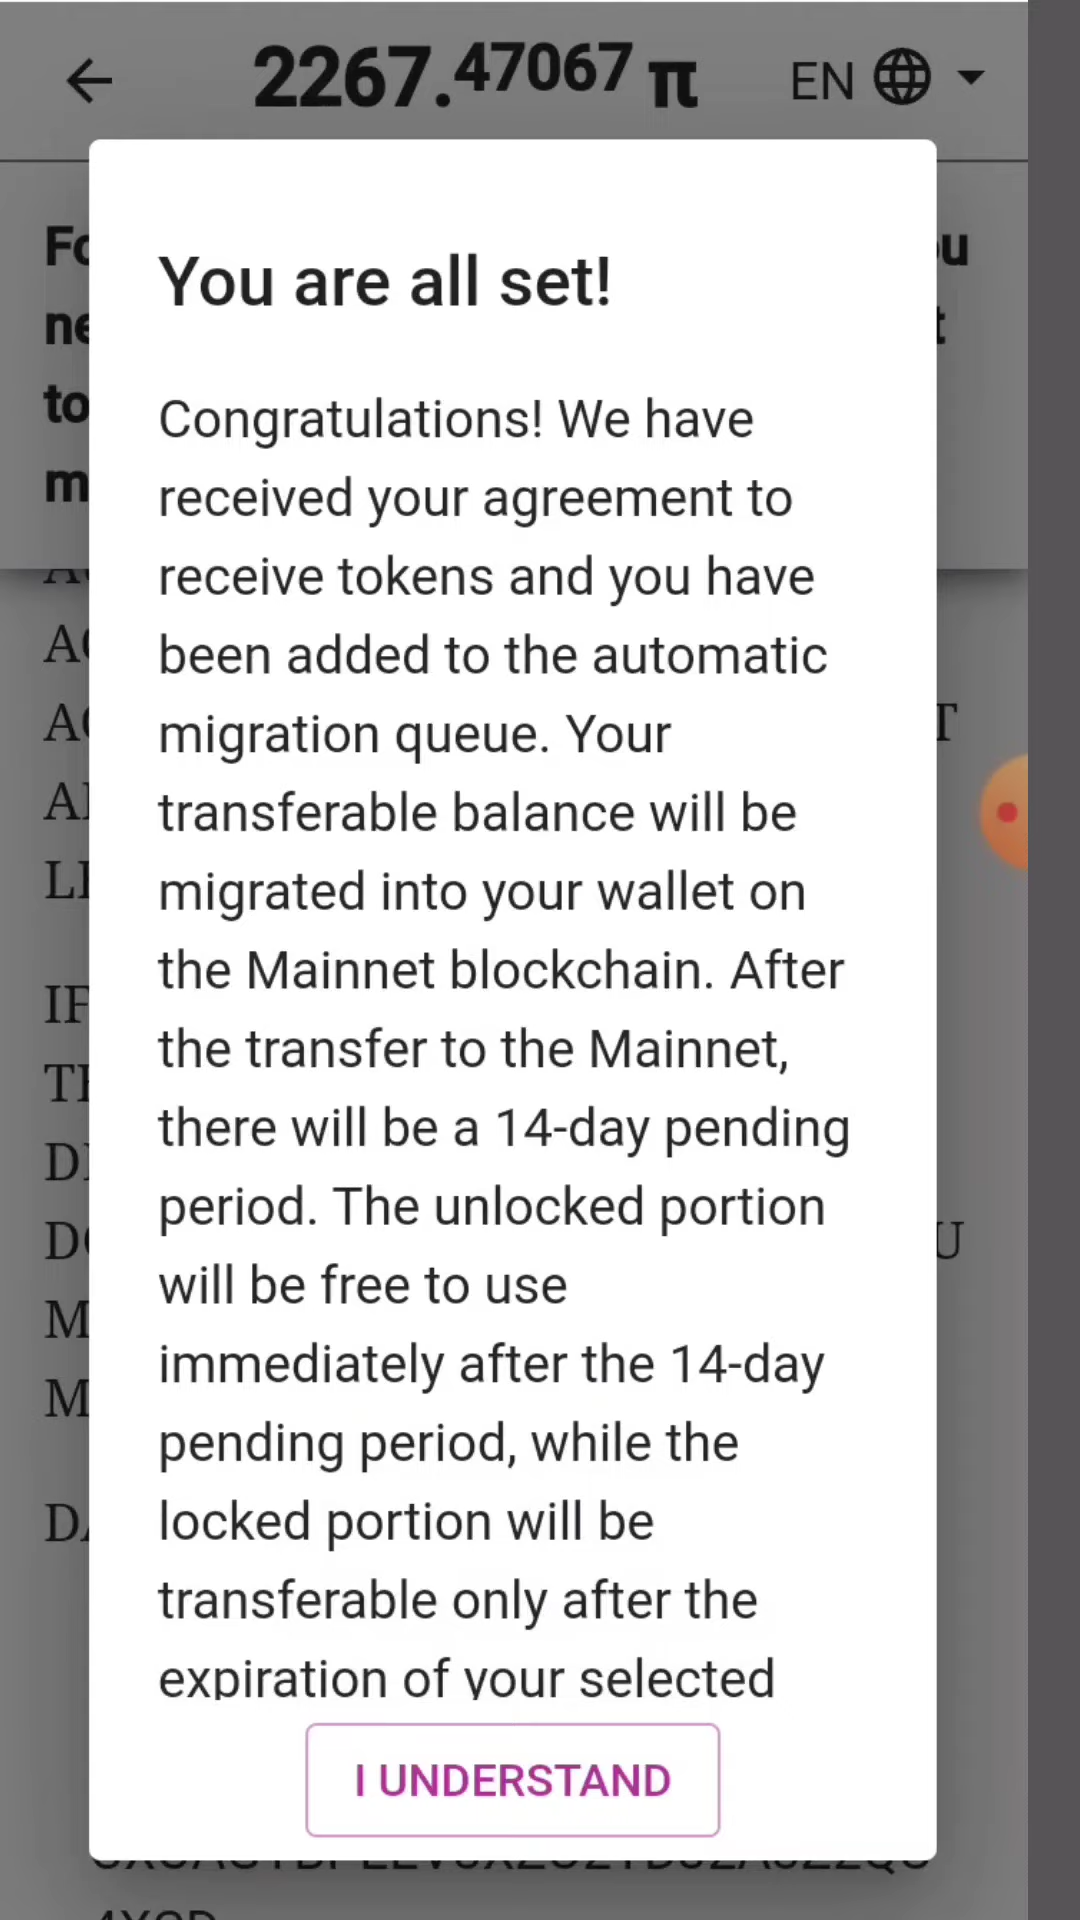 2267.47067 π EN
You are all set!
Congratulations! We have
received your agreement to
receive tokens and you have
been added to the automatic
migration queue. Your
transferable balance will be
migrated into your wallet on
the Mainnet blockchain. After
the transfer to the Mainnet,
there will be a 14-day pending
period. The unlocked portion
will be free to use
immediately after the 14-day
pending period, while the
locked portion will be
transferable only after the
expiration of your selected
I UNDERSTAND